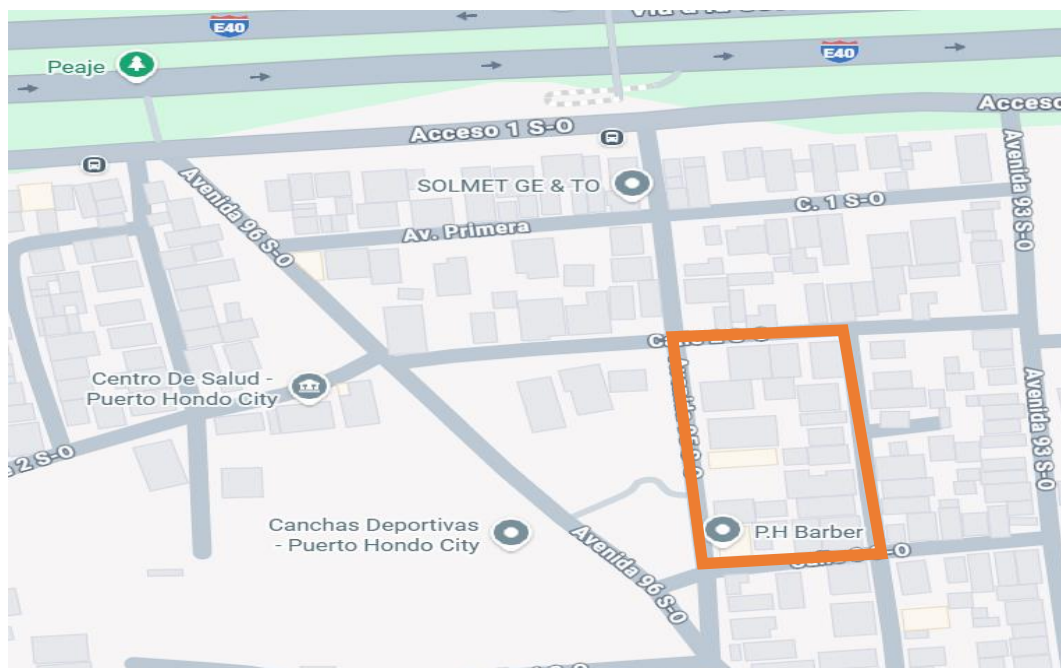 E40
E40
Peaje
Acceso
Acceso 1 S-O
Avenida 93 S-O
SOLMET GE & TO
Avenida 96 S-O
C. 1 S-O
Av. Primera
Centro De Salud -
Puerto Hondo City
2 S-O
Avenida 93 S-O
Canchas Deportivas
- Puerto Hondo City
P.H Barber
Avenida 96 S-O